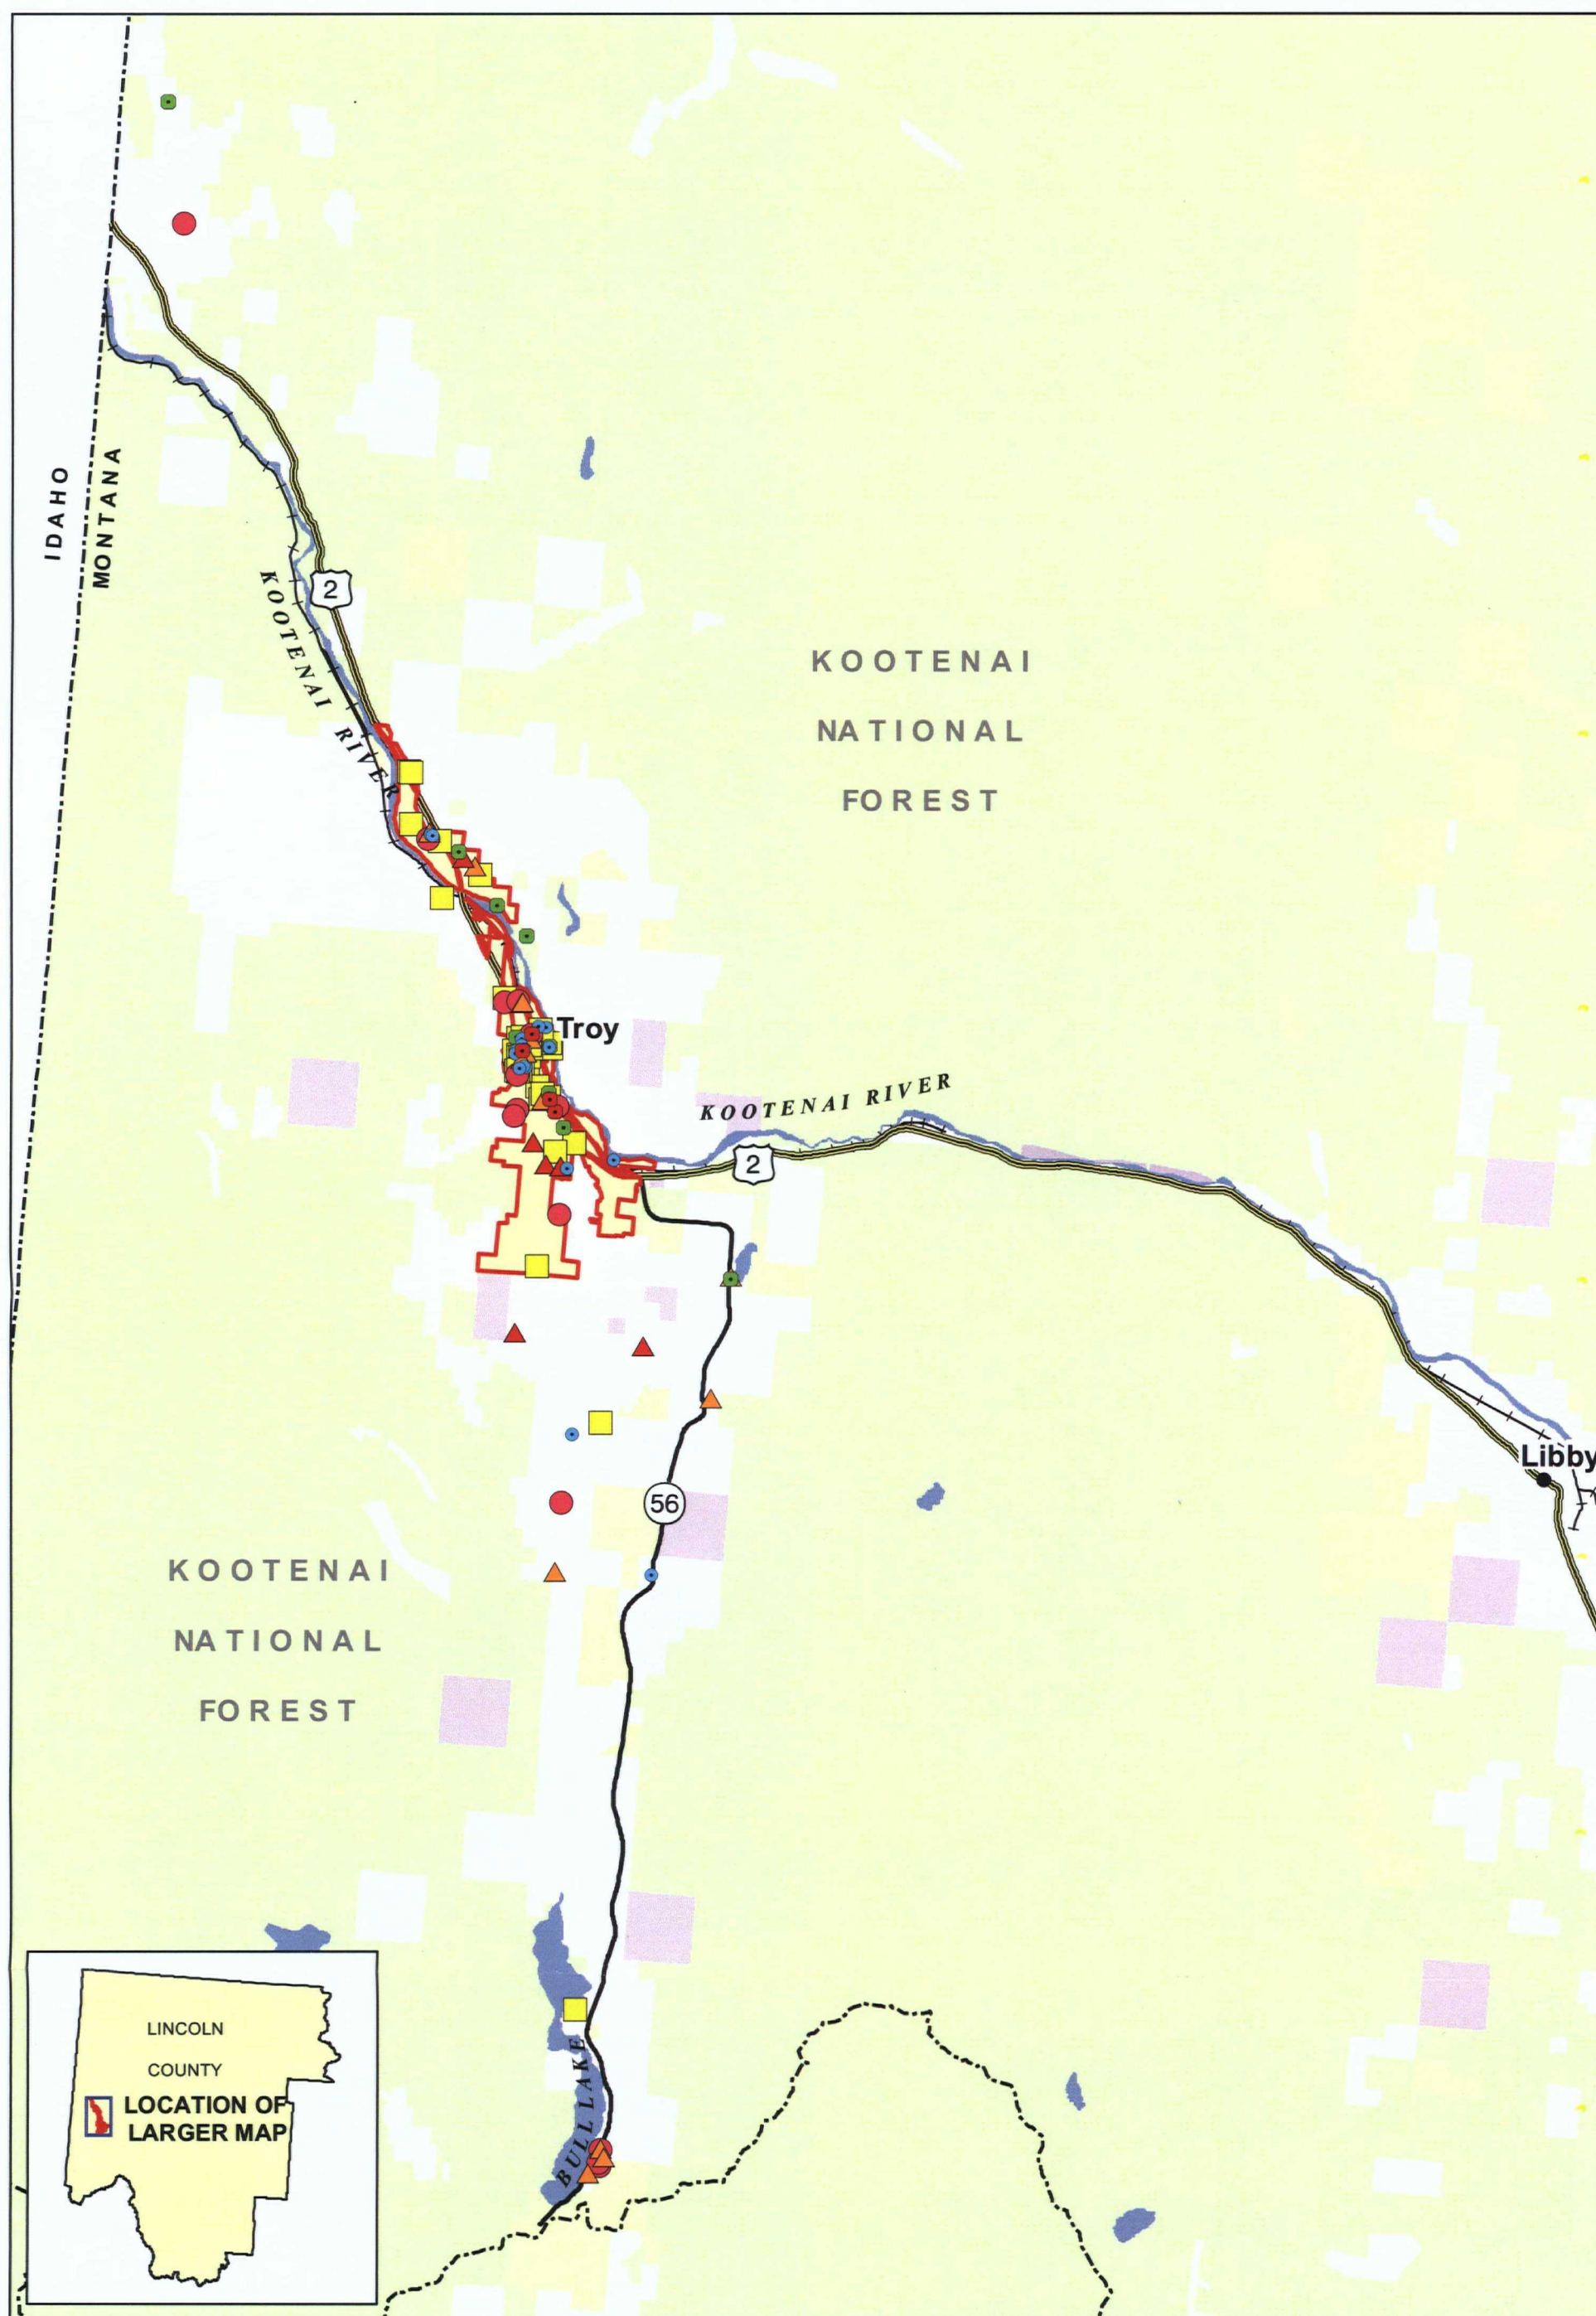 IDAHO
MONTANA
2
KOOTENAI RIVER
KOOTENAI
NATIONAL
FOREST
Troy
KOOTENAI RIVER
2
Libby
56
KOOTENAI
NATIONAL
FOREST
BULL LAKE
LINCOLN
COUNTY
LOCATION OF
LARGER MAP